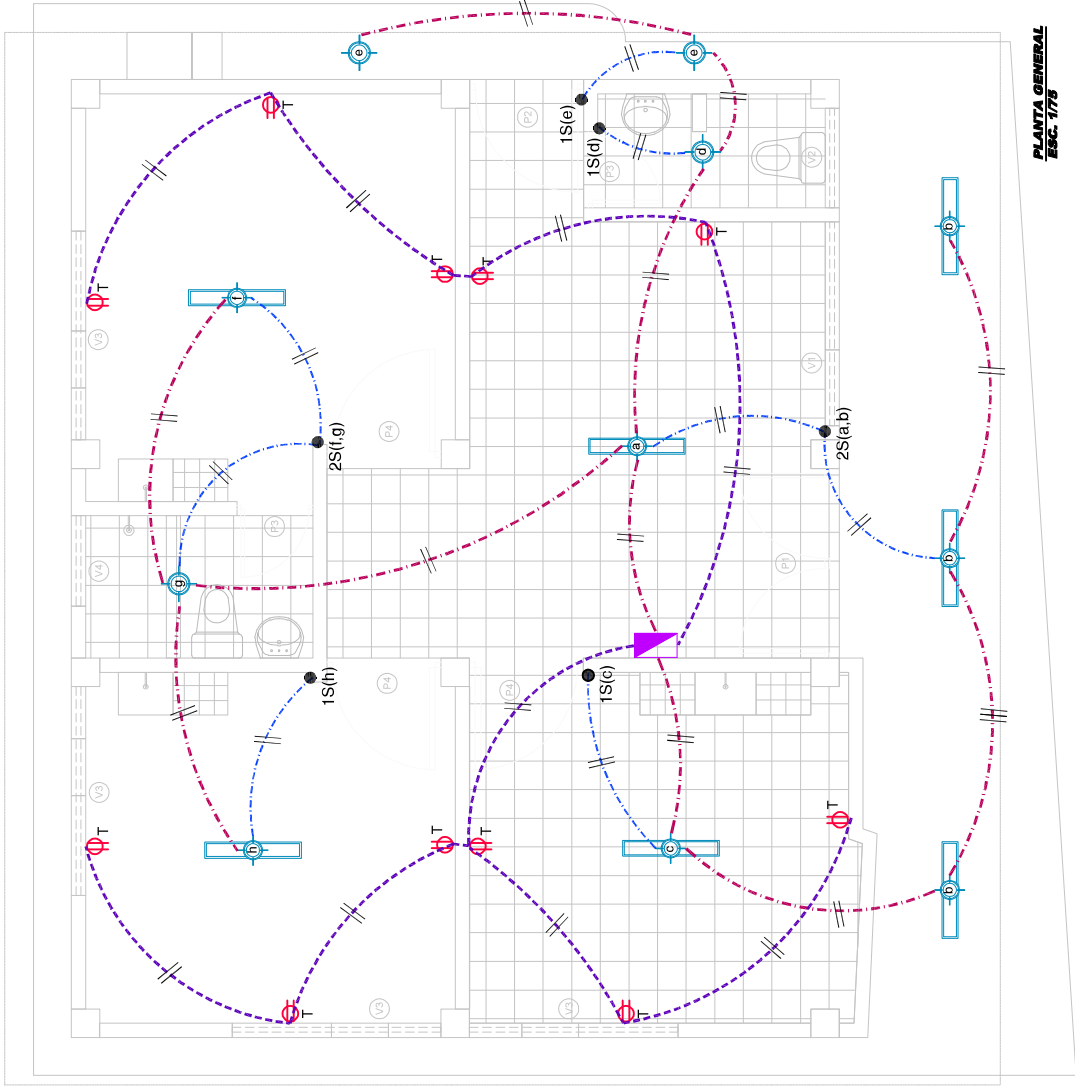 PLANTA GENERAL
ESC. 1/75
e
e
1S(e)
P2
T
1S(d)
d
V2
P3
b
T
T
T
T
f
V3
V1
P4
2S(f,g)
a
2S(a,b)
P3
V4
g
P1
b
1S(h)
P4
P4
1S(c)
V3
T
T
T
T
h
c
b
V3
V3
T
T